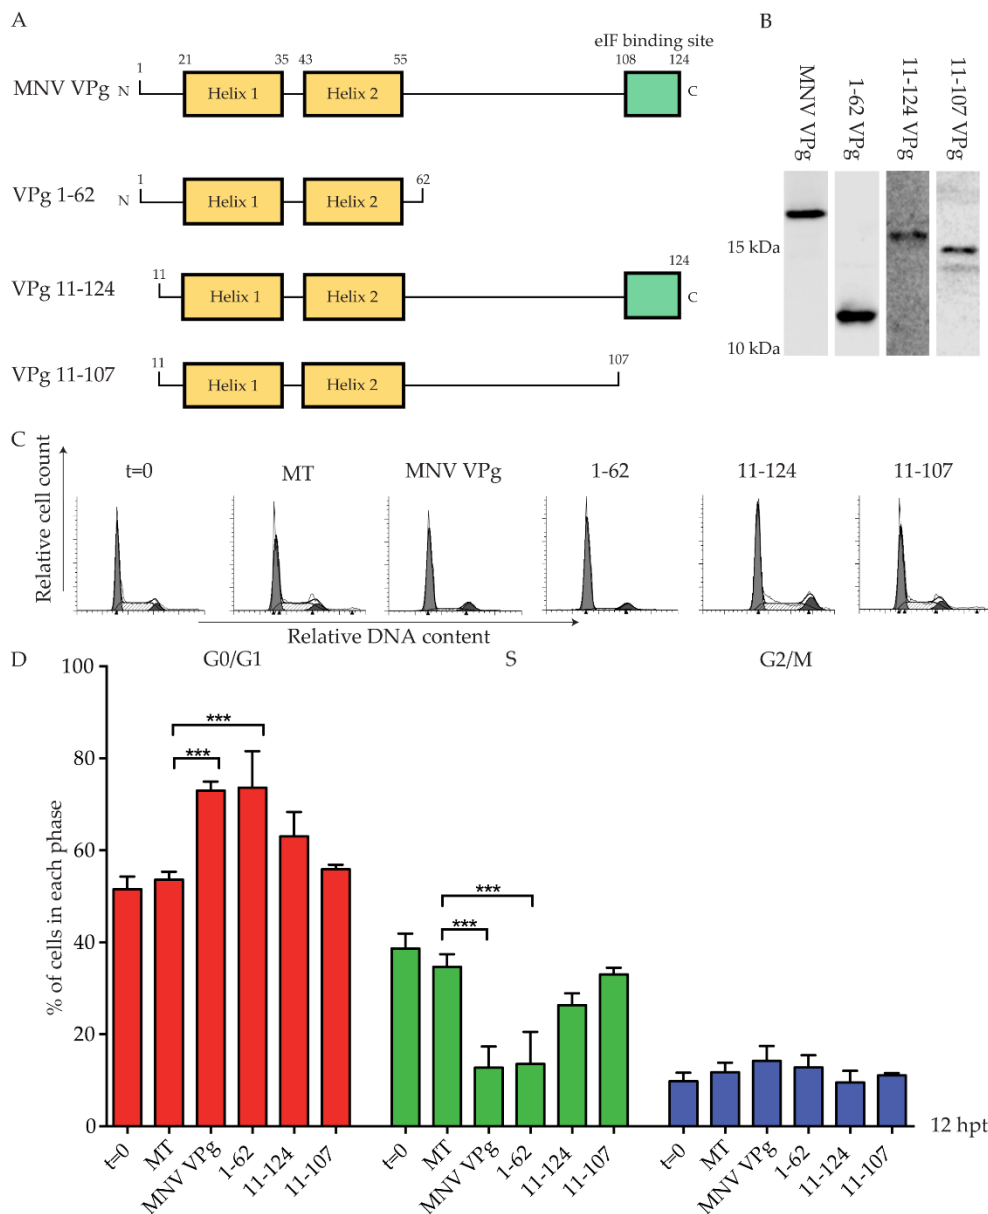 A
B
eIF binding site
1
21
35
43
55
108
124
MNV VPg
N
Helix 1
Helix 2
C
1
62
VPg 1-62
N
Helix 1
Helix 2
11
124
VPg 11-124
Helix 1
Helix 2
C
11
107
VPg 11-107
Helix 1
Helix 2
MNV VPg
1-62 VPg
11-124 VPg
11-107 VPg
15 kDa
10 kDa
C
Relative cell count
t=0
MT
MNV VPg
1-62
11-124
11-107
Relative DNA content
D
G0/G1
S
G2/M
% of cells in each phase
100
80
60
40
20
0
***
***
***
***
t=0
MT
MNV VPg
1-62
11-124
11-107
t=0
MT
MNV VPg
1-62
11-124
11-107
t=0
MT
MNV VPg
1-62
11-124
11-107
12 hpt